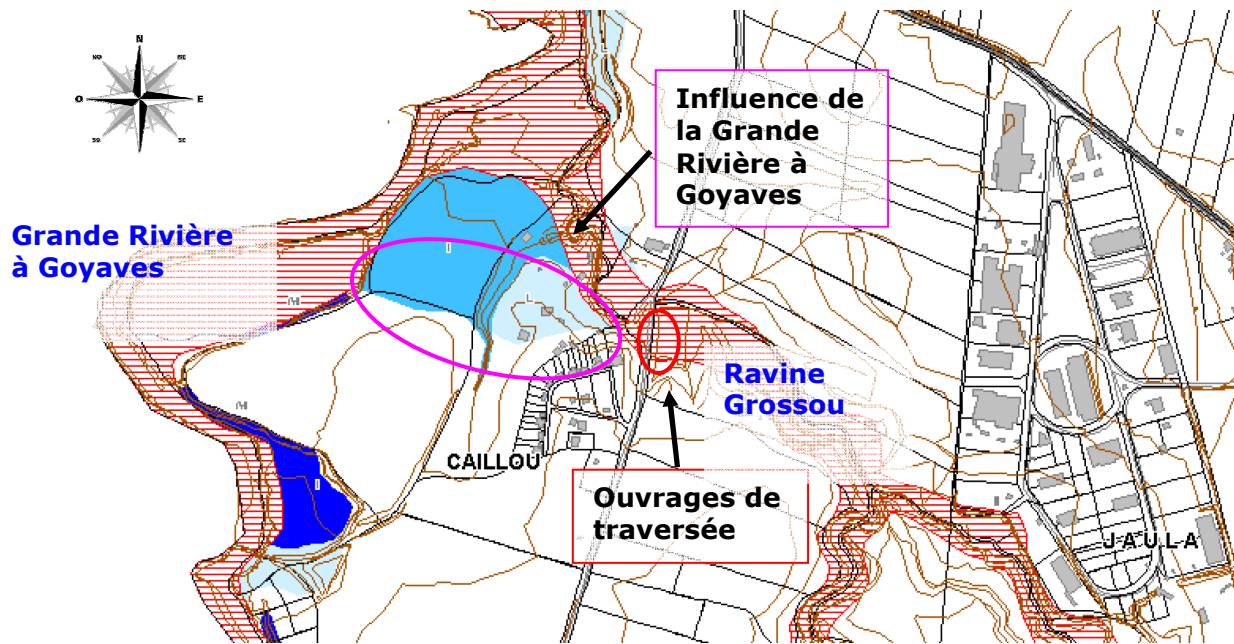 N
E
O
L
Influence de
la Grande
Rivière à
Goyaves
Grande Rivière
à Goyaves
I
L
Ravine
Grossou
CAILLOU
I
Ouvrages de
traversée
JAULA